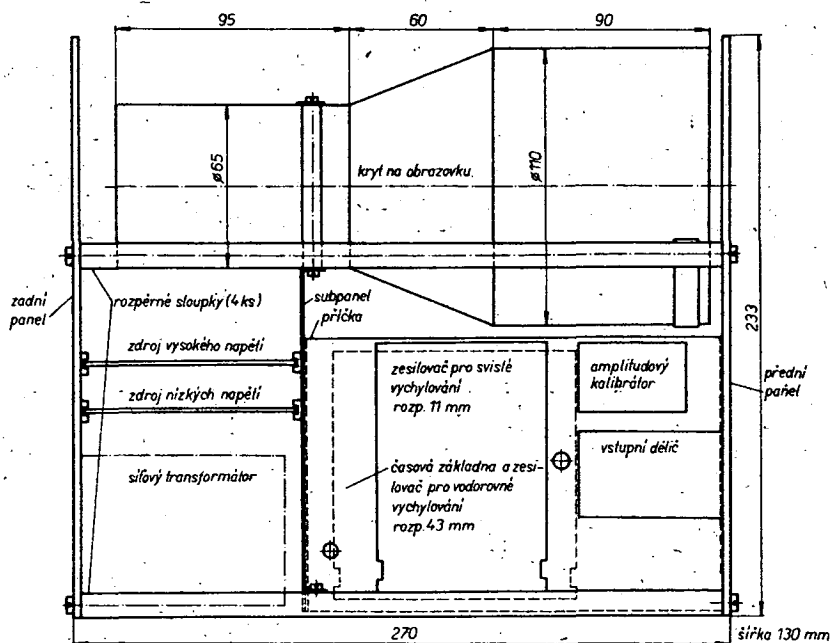 95
60
90
ø65
kryt na obrazovku
ø110
zadní
panel
rozpěrné sloupky (4 ks)
subpanel
příčka
233
zdroj vysokého napětí
zesilovač pro svislé
vychylování
rozp. 11 mm
amplitudový
kalibrátor
přední
panel
zdroj nízkých napětí
vstupní dělič
síťový transformátor
časová základna a zesi-
lovač pro vodorovné
vychylování
rozp. 43 mm
270
šířka 130 mm